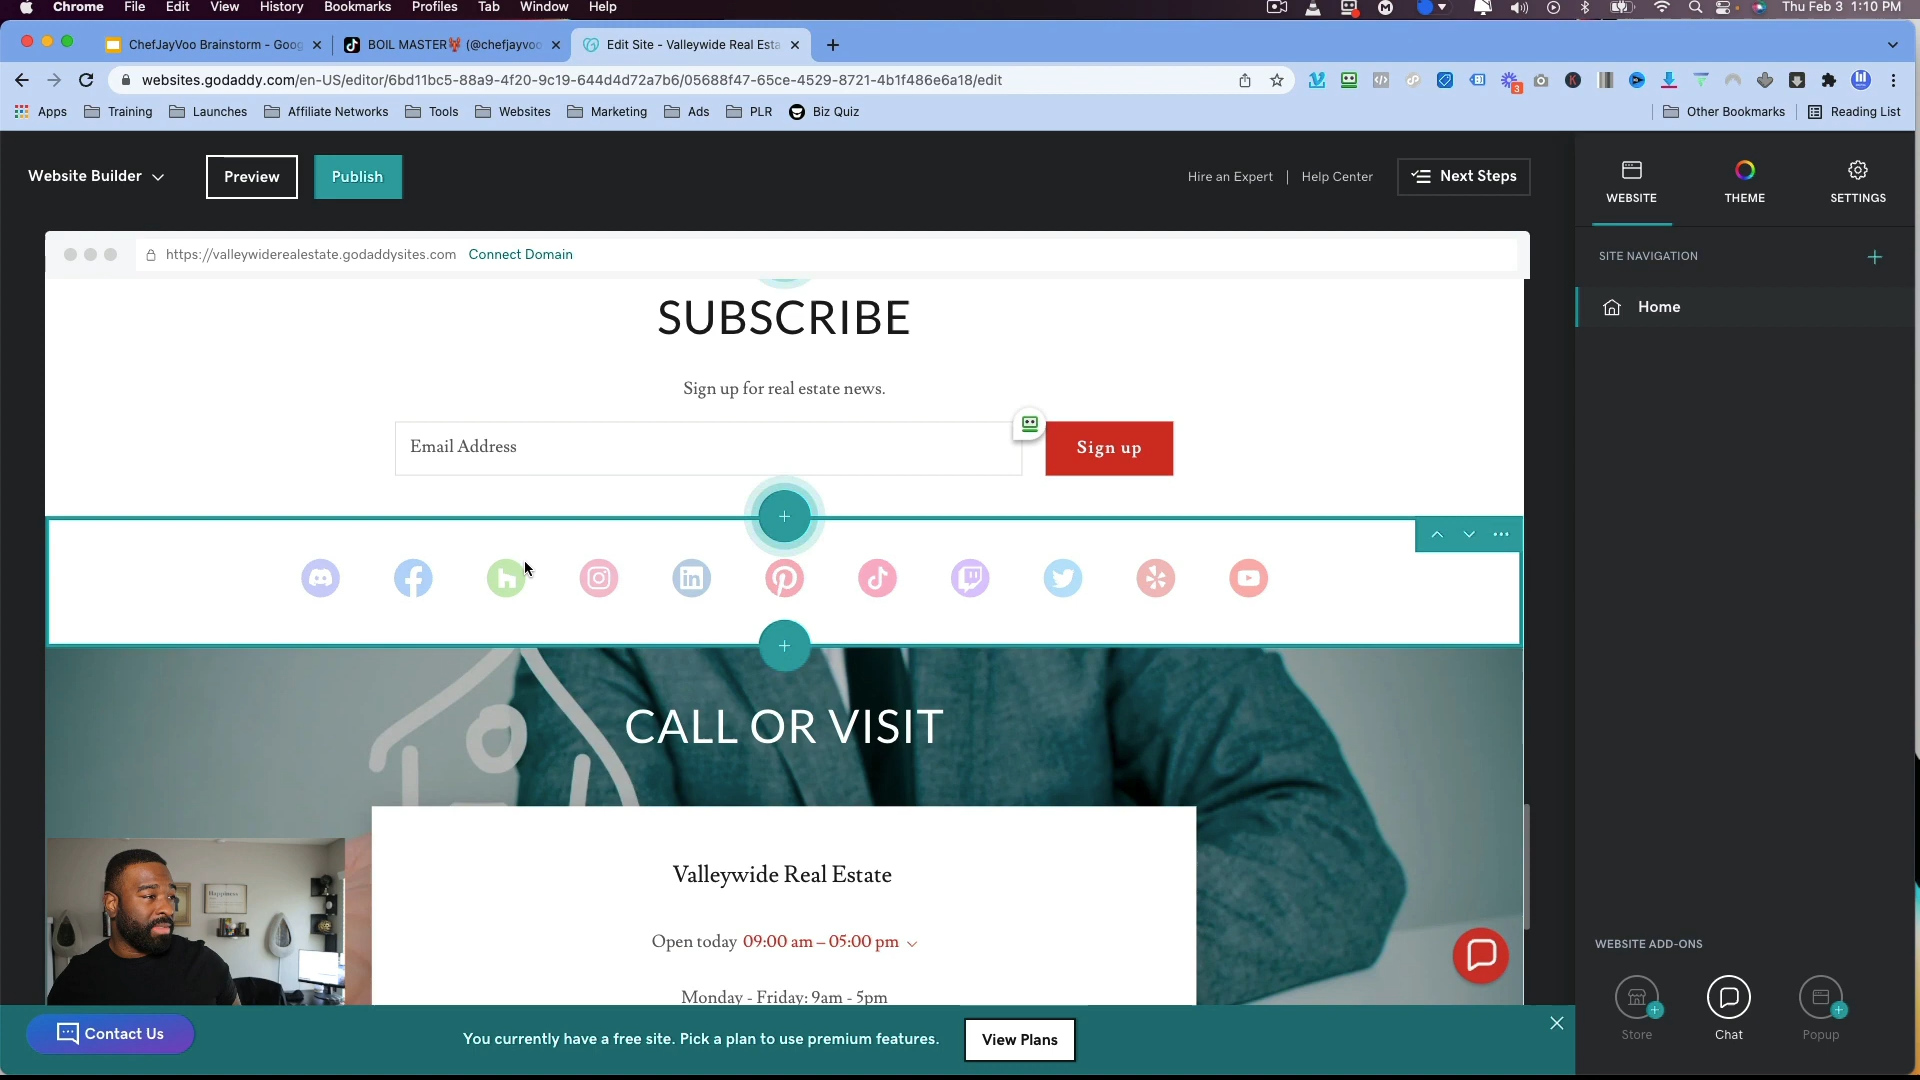 Chrome File Edit View History Bookmarks Profiles Tab Window Help Thu Feb 3 1:10 PM
ChefJayVoo Brainstorm - Goog BOIL MASTER🦞 (@chefjayvoo Edit Site - Valleywide Real Esta
websites.godaddy.com/en-US/editor/6bd11bc5-88a9-4f20-9c19-644d4d72a7b6/05688f47-65ce-4529-8721-4b1f486e6a18/edit
3
Apps Training Launches Affiliate Networks Tools Websites Marketing Ads PLR Biz Quiz Other Bookmarks Reading List
Website Builder Preview Publish Hire an Expert | Help Center Next Steps
WEBSITE THEME SETTINGS
https://valleywiderealestate.godaddysites.com Connect Domain
SITE NAVIGATION
Home
SUBSCRIBE
Sign up for real estate news.
Email Address Sign up
CALL OR VISIT
Valleywide Real Estate
Open today 09:00 am – 05:00 pm
Monday - Friday: 9am - 5pm
WEBSITE ADD-ONS
Store Chat Popup
Contact Us
You currently have a free site. Pick a plan to use premium features. View Plans